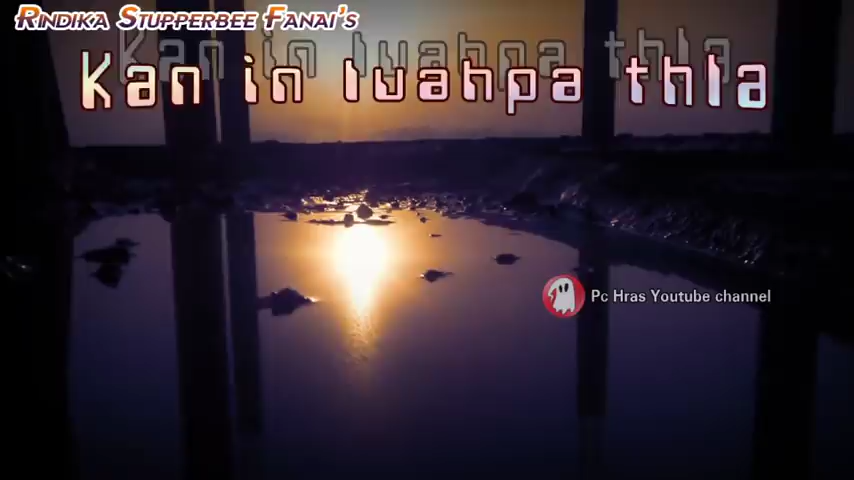 Rindika Stupperbee Fanai's
Kan in luahpa thla
Pc Hras Youtube channel